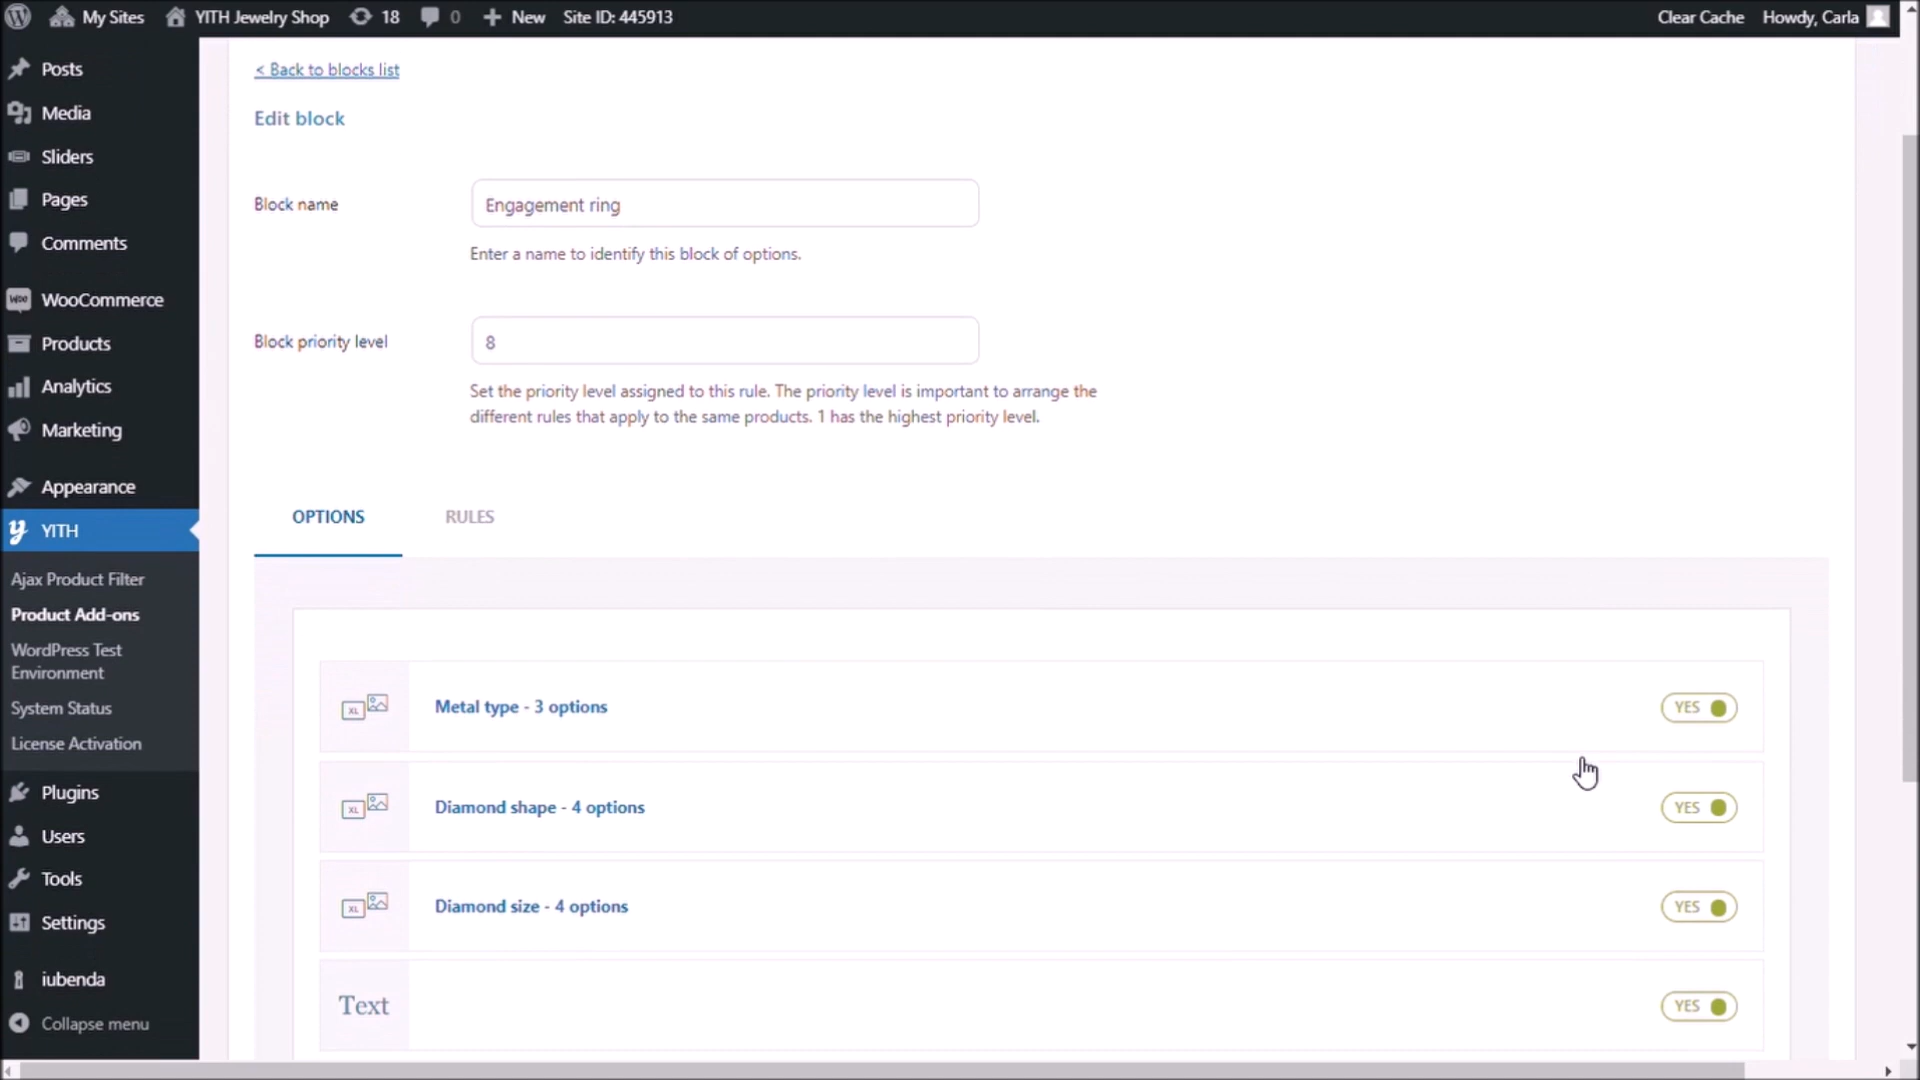 My Sites
YITH Jewelry Shop
18
0
New
Site ID: 445913
Clear Cache
Howdy, Carla
Posts
Media
Sliders
Pages
Comments
WooCommerce
Products
Analytics
Marketing
Appearance
YITH
Ajax Product Filter
Product Add-ons
WordPress Test
Environment
System Status
License Activation
Plugins
Users
Tools
Settings
iubenda
Collapse menu
< Back to blocks list
Edit block
Block name
Engagement ring
Enter a name to identify this block of options.
Block priority level
8
Set the priority level assigned to this rule. The priority level is important to arrange the
different rules that apply to the same products. 1 has the highest priority level.
OPTIONS
RULES
XL
Metal type - 3 options
YES
XL
Diamond shape - 4 options
YES
XL
Diamond size - 4 options
YES
Text
YES